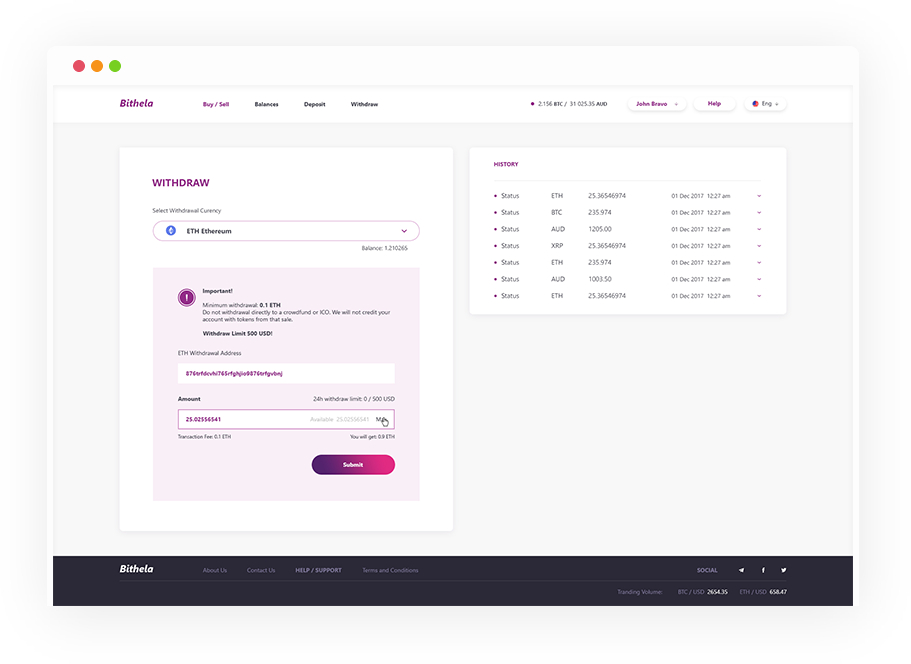 Bithela
Buy / Sell Balances Deposit Withdraw
2.156 BTC / 31 025.35 AUD
John Bravo
Help
Eng
WITHDRAW
Select Withdrawal Curency
ETH Ethereum
Balance: 1.210265
!
Important!
Minimum withdrawal: 0.1 ETH
Do not withdrawal directly to a crowdfund or ICO. We will not credit your
account with tokens from that sale.
Withdraw Limit 500 USD!
ETH Withdrawal Address
876trfdcvhi765rfghjio9876trfgvbnj
Amount 24h withdraw limit: 0 / 500 USD
25.02556541 Available 25.02556541
Transaction Fee: 0.1 ETH You will get: 0.9 ETH
Submit
HISTORY
Status ETH 25.36546974 01 Dec 2017 12:27 am
Status BTC 235.974 01 Dec 2017 12:27 am
Status AUD 1205.00 01 Dec 2017 12:27 am
Status XRP 25.36546974 01 Dec 2017 12:27 am
Status ETH 235.974 01 Dec 2017 12:27 am
Status AUD 1003.50 01 Dec 2017 12:27 am
Status ETH 25.36546974 01 Dec 2017 12:27 am
Bithela
About Us Contact Us HELP / SUPPORT Terms and Conditions
SOCIAL
Tranding Volume: BTC / USD 2654.35 ETH / USD 658.47